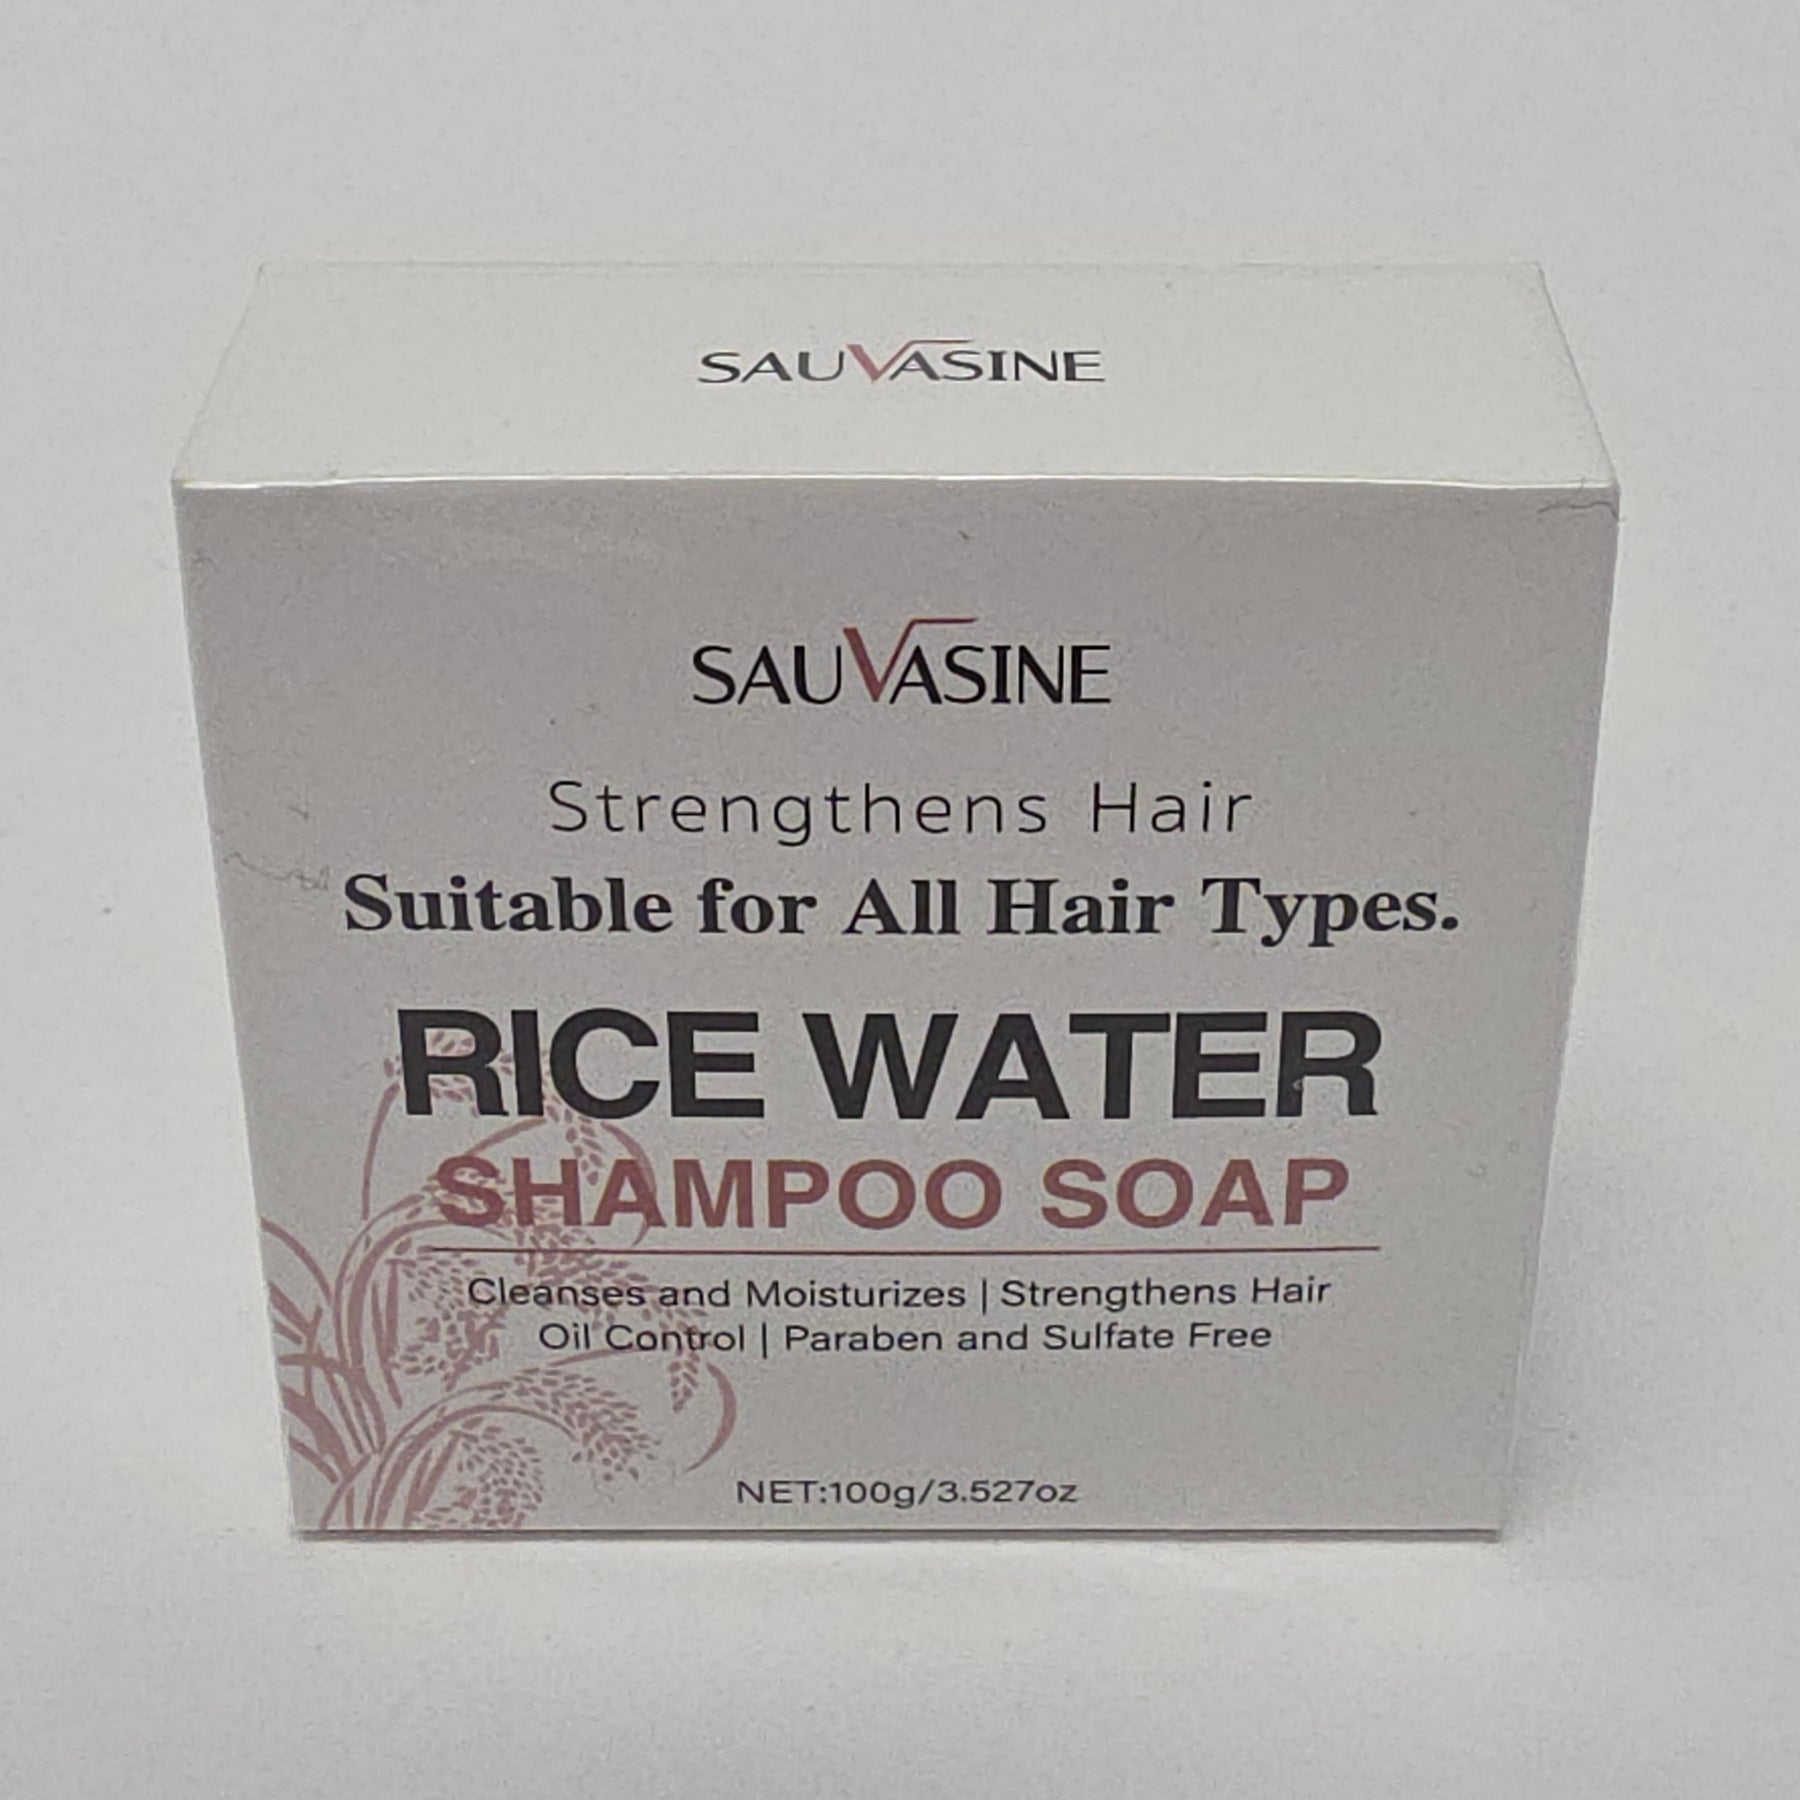 SAUVASINE
SAUVASINE
Strengthens Hair
Suitable for All Hair Types.
RICE WATER
SHAMPOO SOAP
Cleanses and Moisturizes | Strengthens Hair
Oil Control | Paraben and Sulfate Free
NET:100g/3.527oz